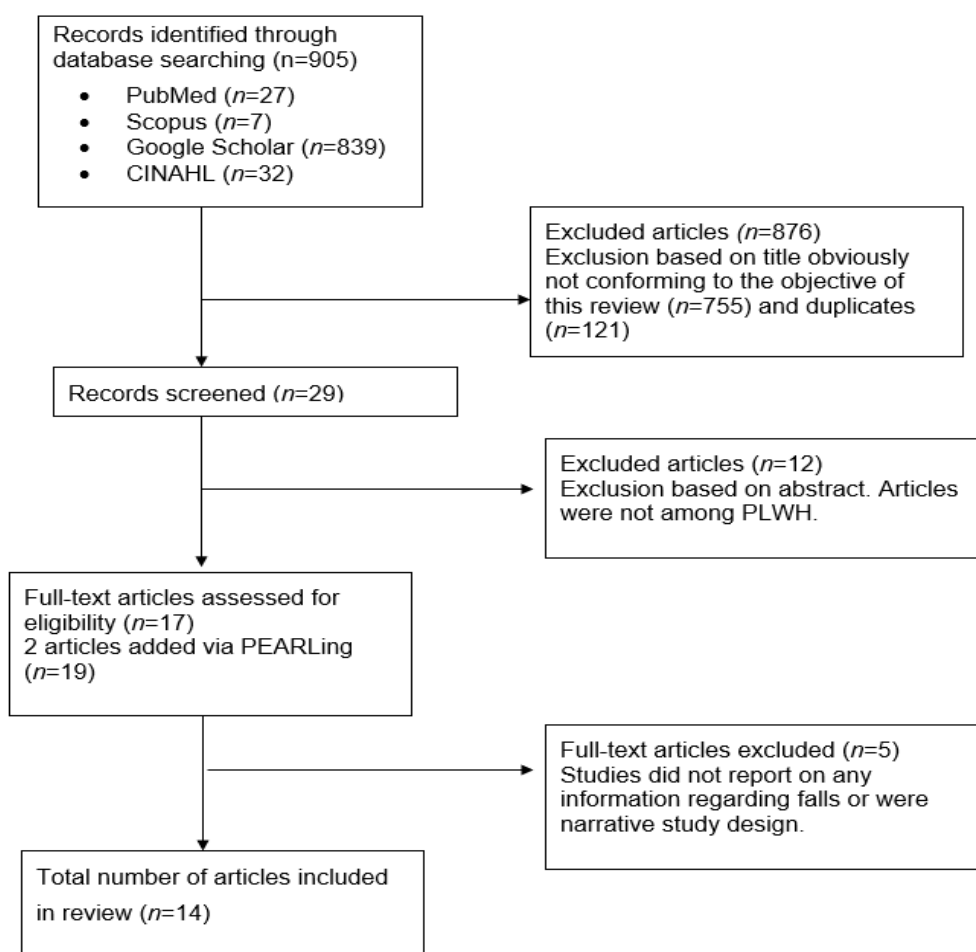 Records identified through
database searching (n=905)
• PubMed (n=27)
• Scopus (n=7)
• Google Scholar (n=839)
• CINAHL (n=32)
Excluded articles (n=876)
Exclusion based on title obviously
not conforming to the objective of
this review (n=755) and duplicates
(n=121)
Records screened (n=29)
Excluded articles (n=12)
Exclusion based on abstract. Articles
were not among PLWH.
Full-text articles assessed for
eligibility (n=17)
2 articles added via PEARLing
(n=19)
Full-text articles excluded (n=5)
Studies did not report on any
information regarding falls or were
narrative study design.
Total number of articles included
in review (n=14)